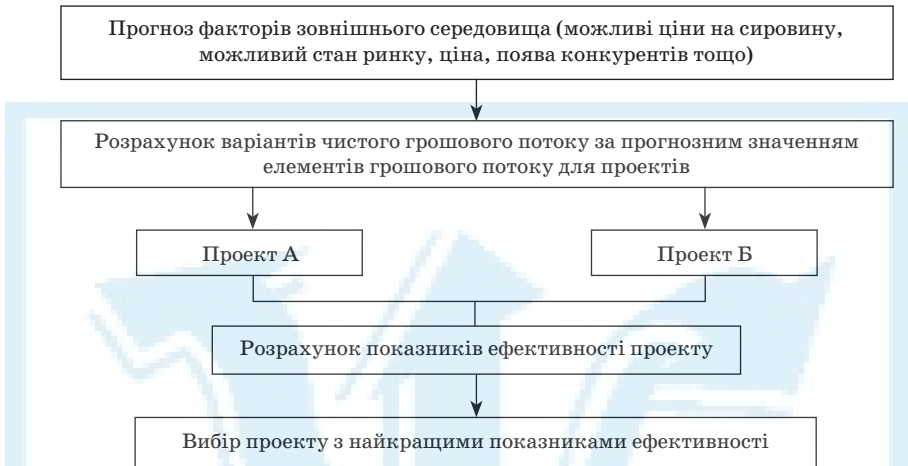 Прогноз факторів зовнішнього середовища (можливі ціни на сировину,
можливий стан ринку, ціна, поява конкурентів тощо)
Розрахунок варіантів чистого грошового потоку за прогнозним значенням
елементів грошового потоку для проектів
Проект А
Проект Б
Розрахунок показників ефективності проекту
Вибір проекту з найкращими показниками ефективності